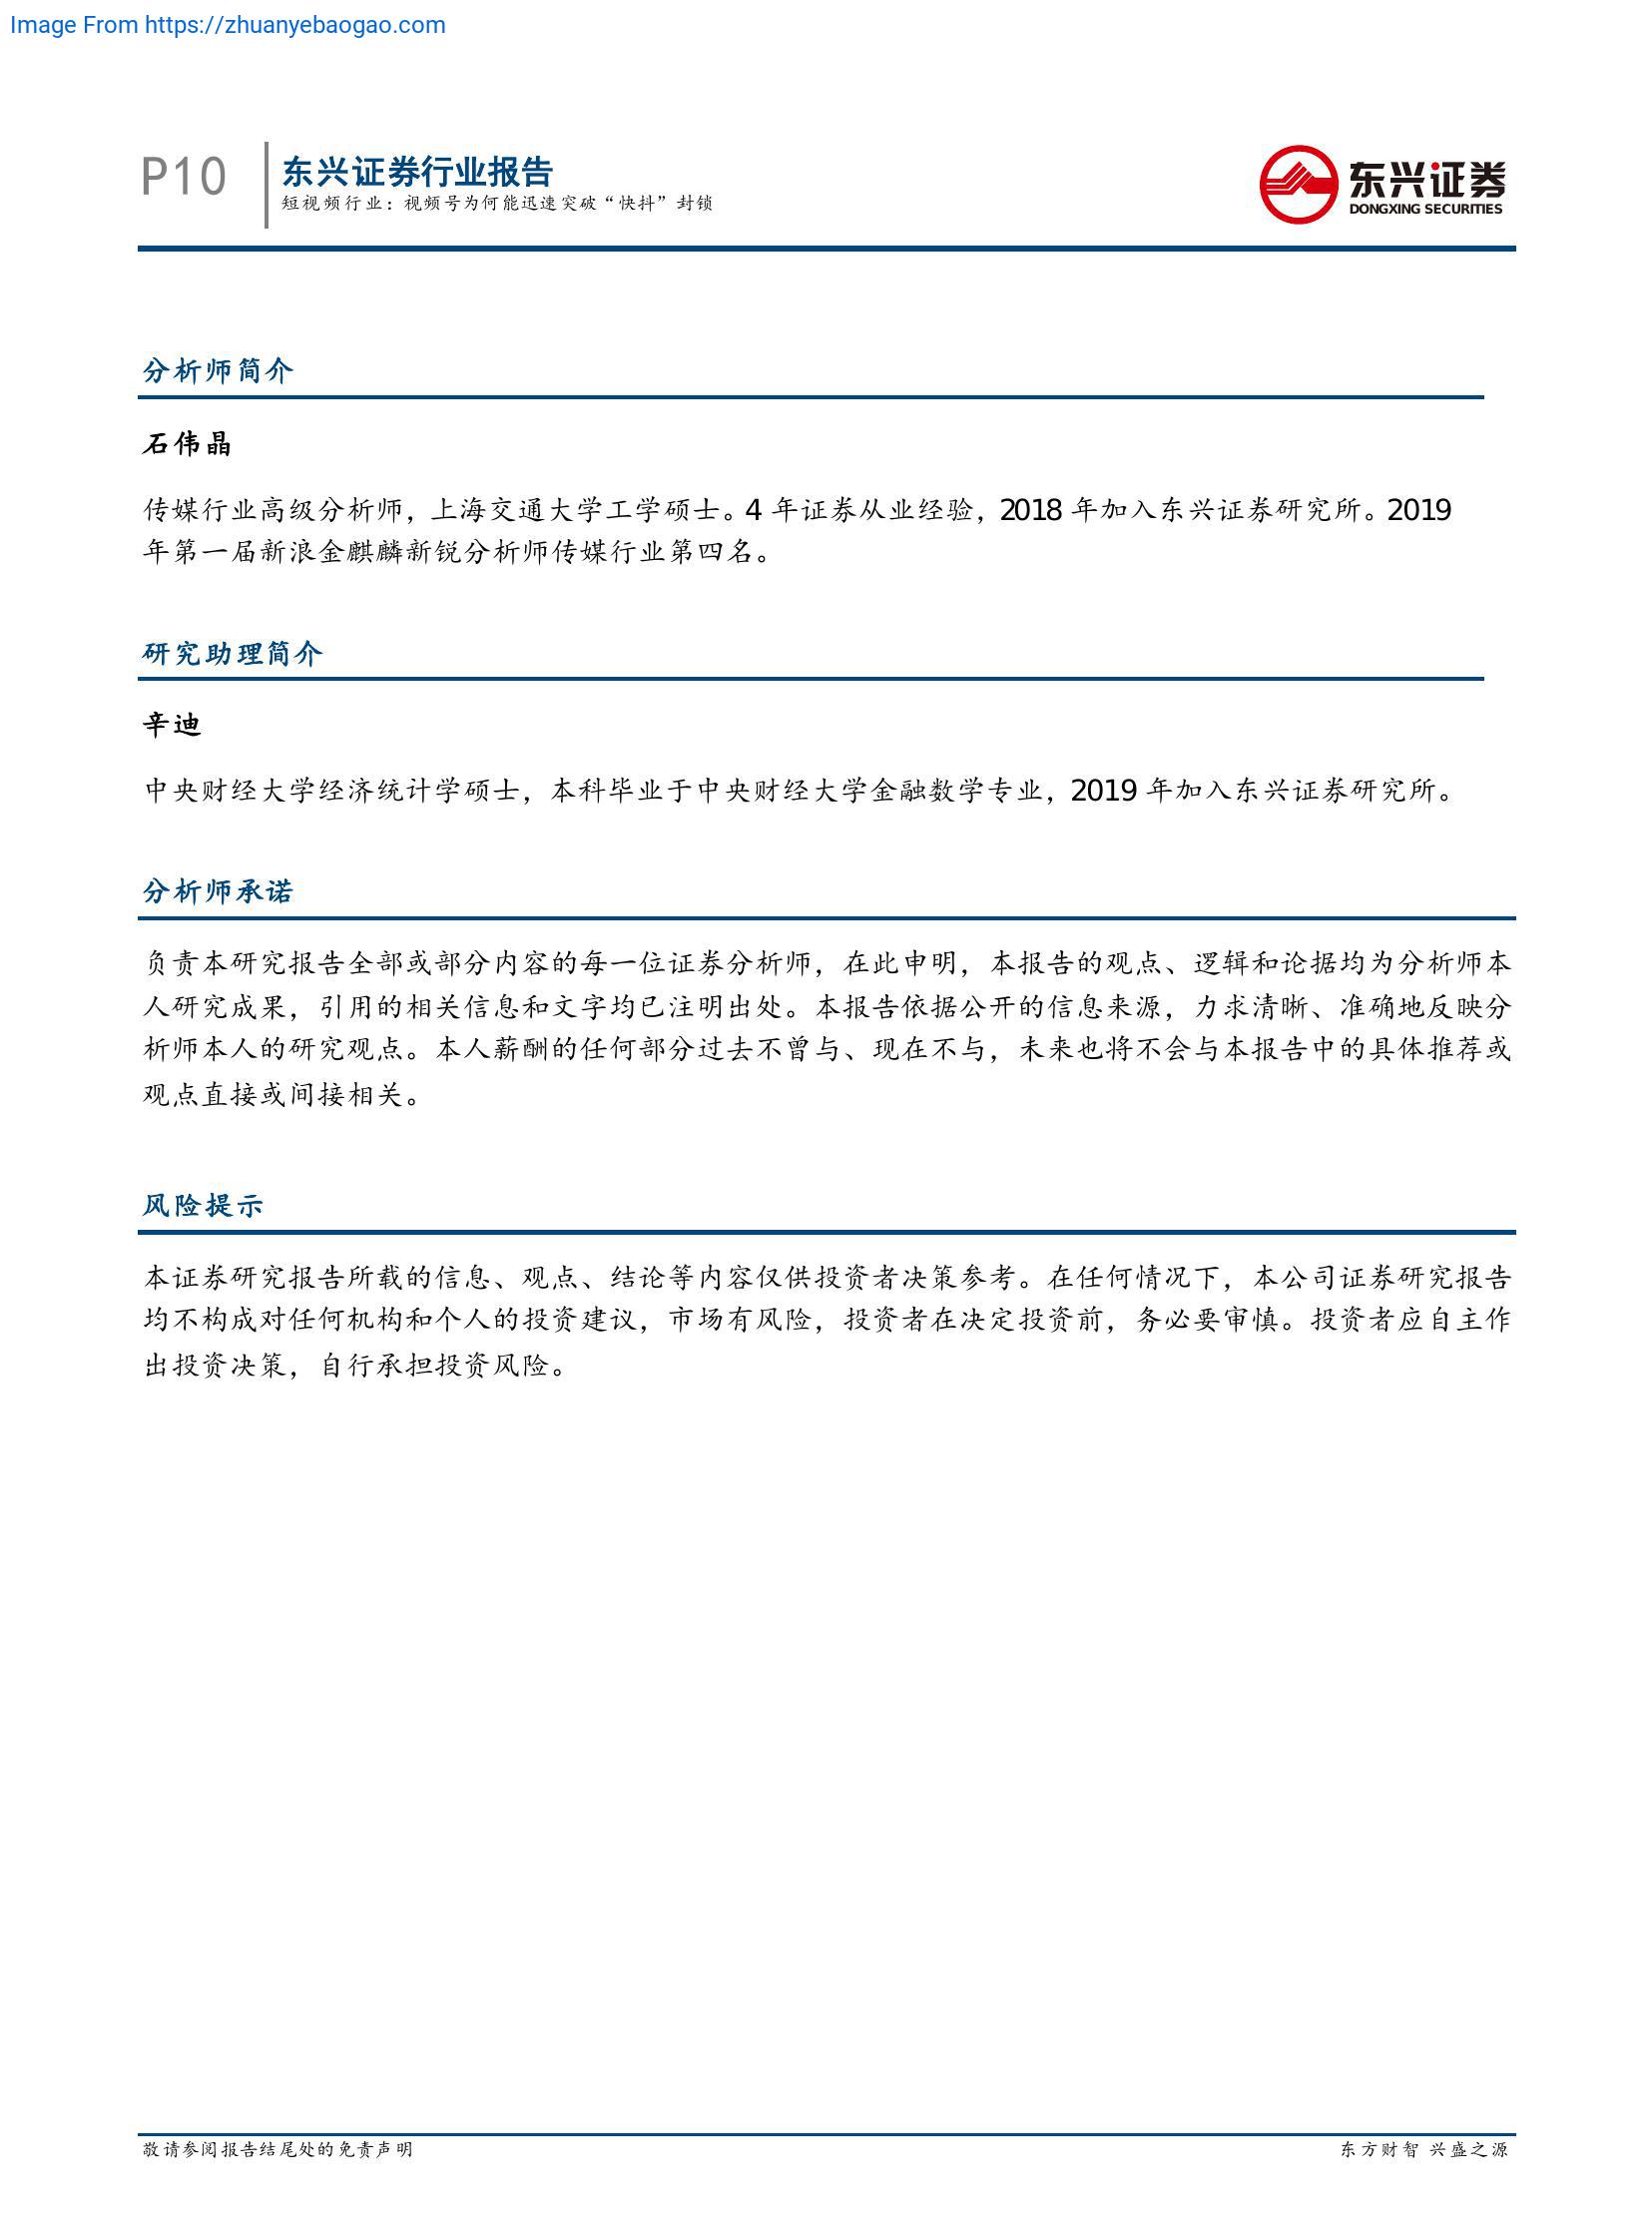 Image From https://zhuanyebaogao.com
P10
东兴证券行业报告
短视频行业：视频号为何能迅速突破“快抖”封锁
东兴证券
DONGXING SECURITIES
分析师简介
石伟晶
传媒行业高级分析师，上海交通大学工学硕士。4 年证券从业经验，2018 年加入东兴证券研究所。2019
年第一届新浪金麒麟新锐分析师传媒行业第四名。
研究助理简介
辛迪
中央财经大学经济统计学硕士，本科毕业于中央财经大学金融数学专业，2019 年加入东兴证券研究所。
分析师承诺
负责本研究报告全部或部分内容的每一位证券分析师，在此申明，本报告的观点、逻辑和论据均为分析师本
人研究成果，引用的相关信息和文字均已注明出处。本报告依据公开的信息来源，力求清晰、准确地反映分
析师本人的研究观点。本人薪酬的任何部分过去不曾与、现在不与，未来也将不会与本报告中的具体推荐或
观点直接或间接相关。
风险提示
本证券研究报告所载的信息、观点、结论等内容仅供投资者决策参考。在任何情况下，本公司证券研究报告
均不构成对任何机构和个人的投资建议，市场有风险，投资者在决定投资前，务必要审慎。投资者应自主作
出投资决策，自行承担投资风险。
敬请参阅报告结尾处的免责声明
东方财智 兴盛之源